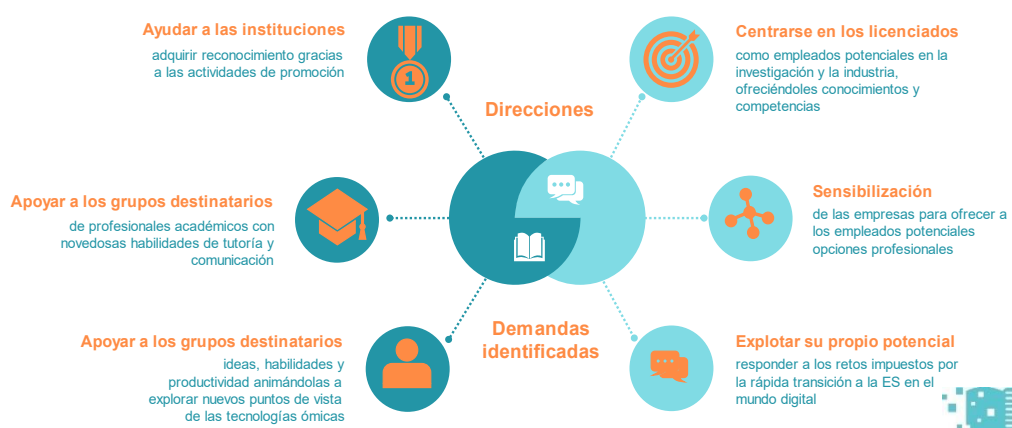 Ayudar a las instituciones
adquirir reconocimiento gracias
a las actividades de promoción
1
Apoyar a los grupos destinatarios
de profesionales académicos con
novedosas habilidades de tutoría y
comunicación
Apoyar a los grupos destinatarios
ideas, habilidades y
productividad animándolas a
explorar nuevos puntos de vista
de las tecnologías ómicas
Direcciones
Demandas
identificadas
Centrarse en los licenciados
como empleados potenciales en la
investigación y la industria,
ofreciéndoles conocimientos y
competencias
Sensibilización
de las empresas para ofrecer a
los empleados potenciales
opciones profesionales
Explotar su propio potencial
responder a los retos impuestos por
la rápida transición a la ES en el
mundo digital